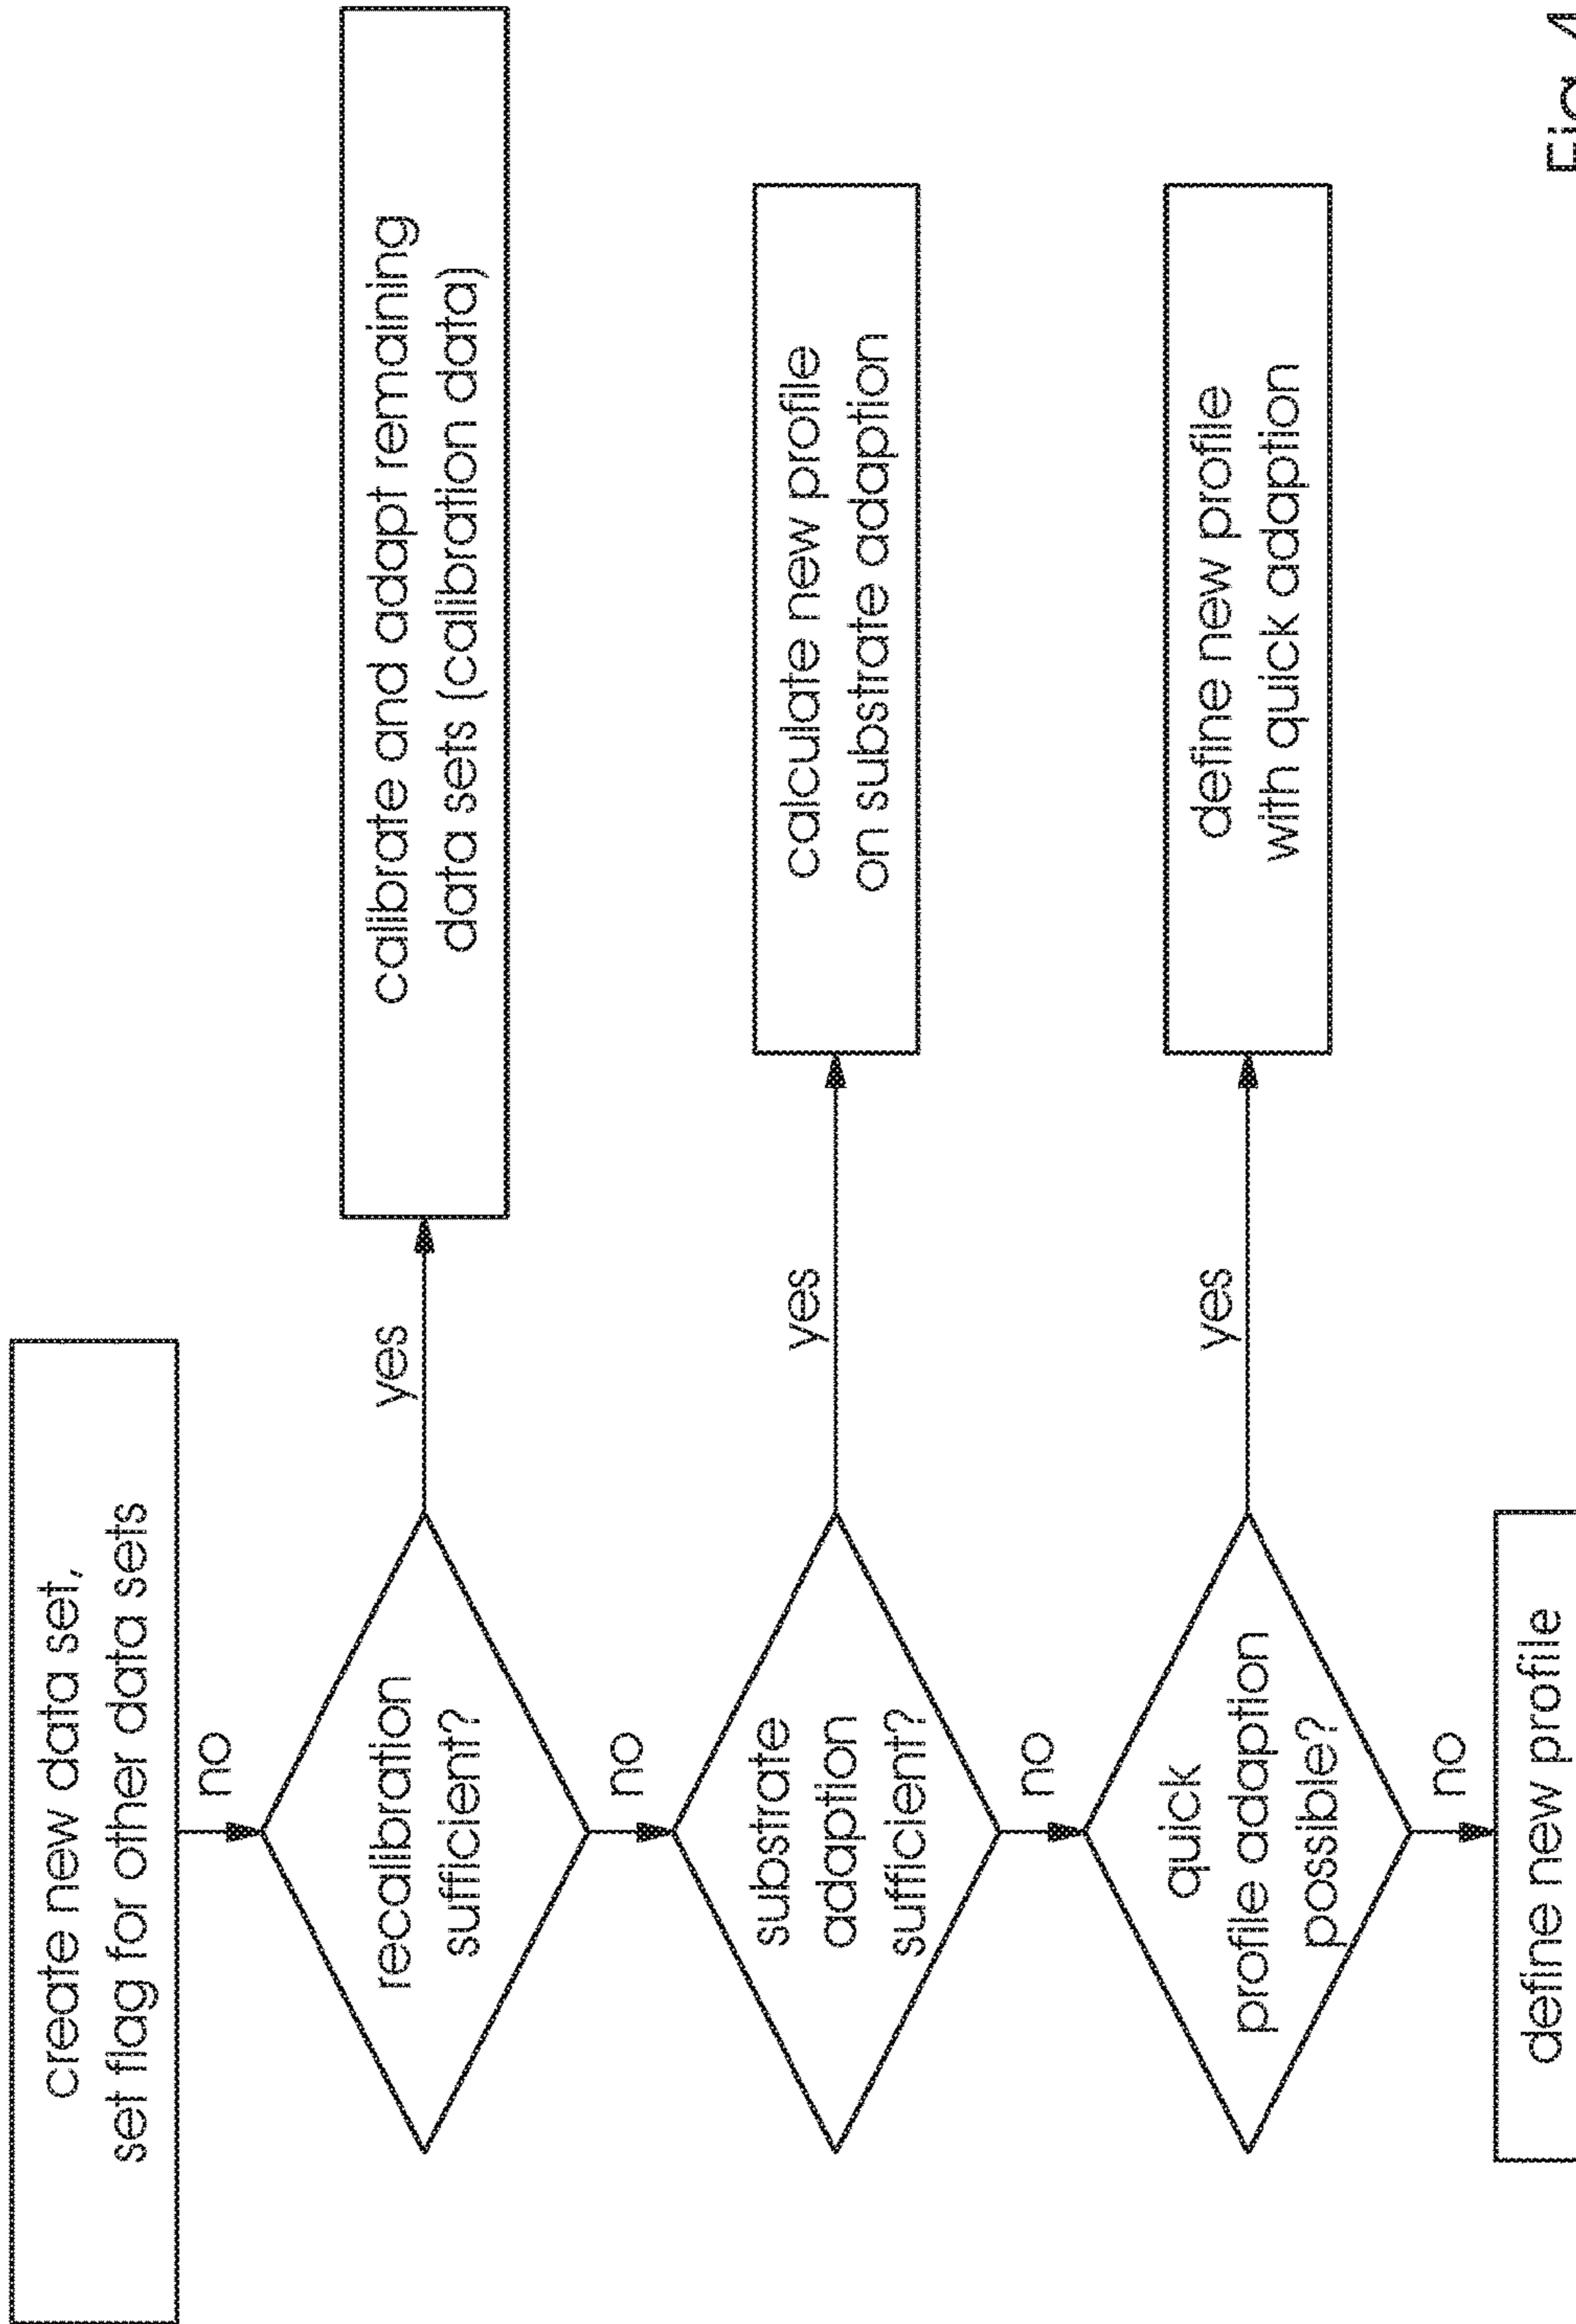 create new data set,
set flag for other data sets
no
recalibration
sufficient?
yes
calibrate and adapt remaining
data sets (calibration data)
no
substrate
adaption
sufficient?
yes
calculate new profile
on substrate adaption
no
quick
profile adaption
possible?
yes
define new profile
with quick adaption
no
define new profile
Fig.4